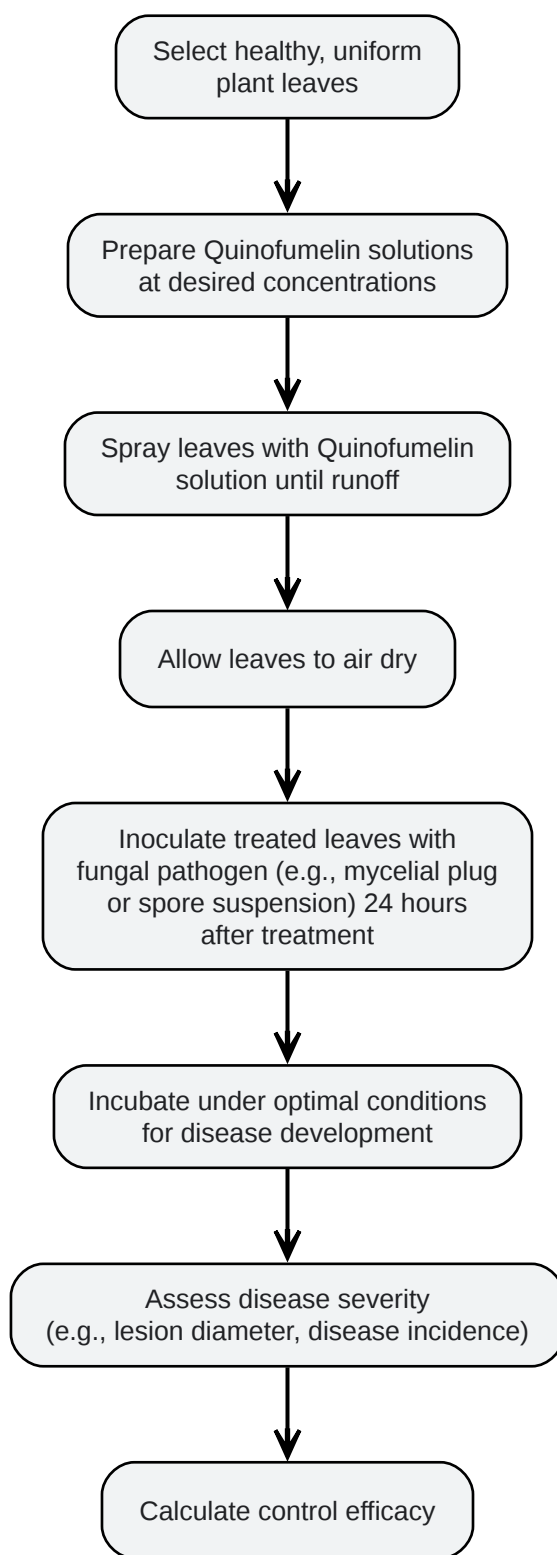 Select healthy, uniform
plant leaves
Prepare Quinofumelin solutions
at desired concentrations
Spray leaves with Quinofumelin
solution until runoff
Allow leaves to air dry
Inoculate treated leaves with
fungal pathogen (e.g., mycelial plug
or spore suspension) 24 hours
after treatment
Incubate under optimal conditions
for disease development
Assess disease severity
(e.g., lesion diameter, disease incidence)
Calculate control efficacy